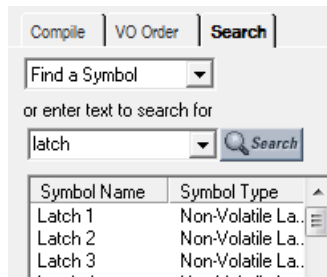 Compile VO Order Search
Find a Symbol
or enter text to search for
latch Search
Symbol Name Symbol Type
Latch 1 Non-Volatile La..
Latch 2 Non-Volatile La..
Latch 3 Non-Volatile La..